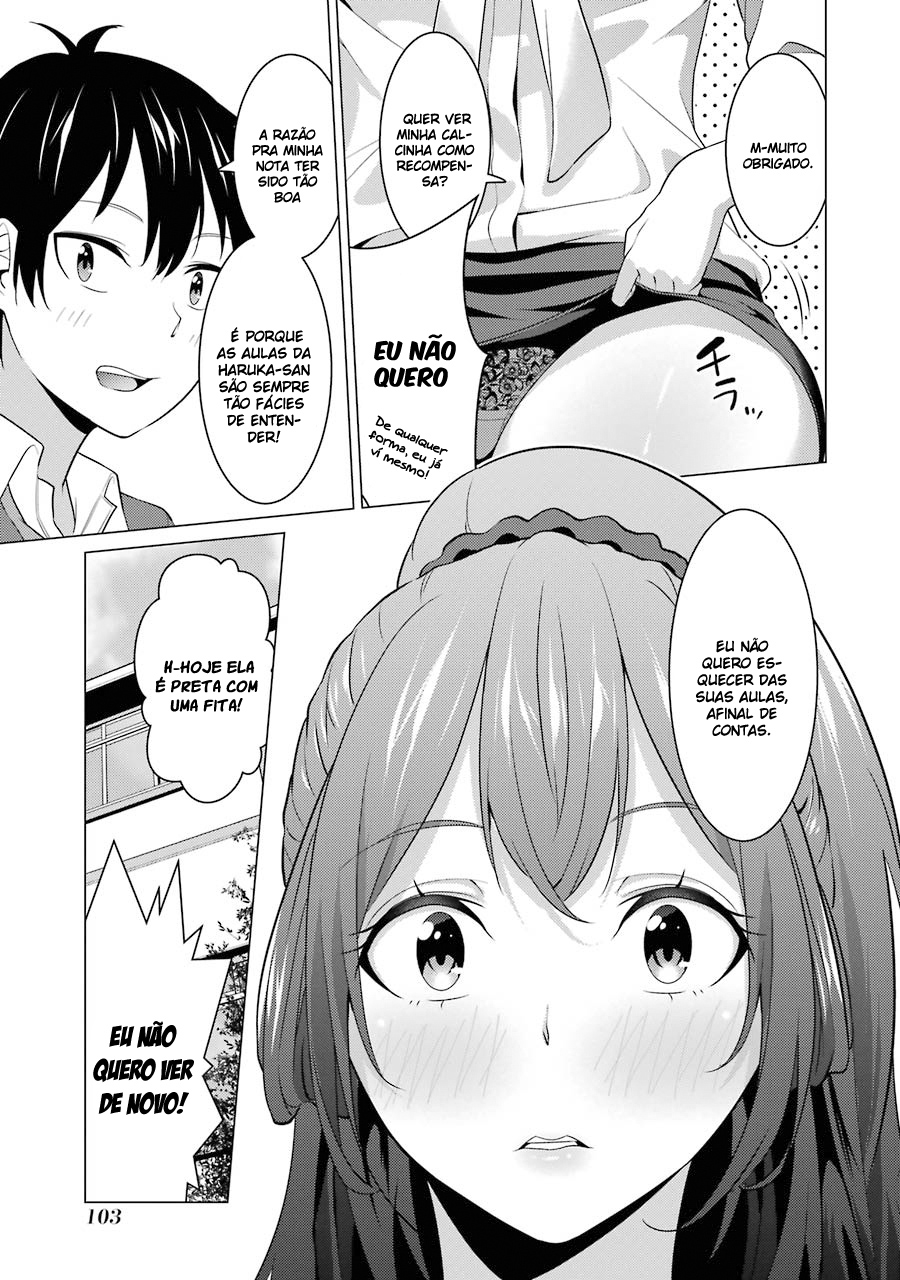 M-MUITO
OBRIGADO.
QUER VER
MINHA CAL-
CINHA COMO
RECOMPEN-
SA?
チラッ
EU NÃO
QUERO
De qualquer
forma, eu já
vi mesmo!
A RAZÃO
PRA MINHA
NOTA TER
SIDO TÃO
BOA
É PORQUE
AS AULAS DA
HARUKA-SAN
SÃO SEMPRE
TÃO FÁCIES
DE ENTEN-
DER!
EU NÃO
QUERO ES-
QUECER DAS
SUAS AULAS,
AFINAL DE
CONTAS.
H-HOJE ELA
É PRETA COM
UMA FITA!
EU NÃO
QUERO VER
DE NOVO!
103